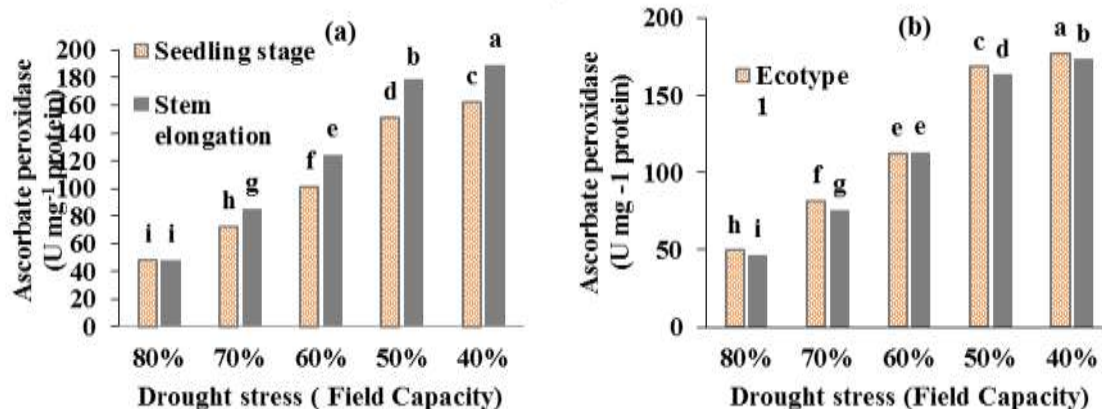 (a)
Ascorbate peroxidase
(U mg-1 protein)
200
180
160
140
120
100
80
60
40
20
0
Seedling stage
Stem
elongation
i i
h g
f e
d b
c a
80% 70% 60% 50% 40%
Drought stress ( Field Capacity)
(b)
Ascorbate peroxidase
(U mg -1 protein)
200
150
100
50
0
Ecotype
1
h i
f g
e e
c d
a b
80% 70% 60% 50% 40%
Drought stress (Field Capacity)